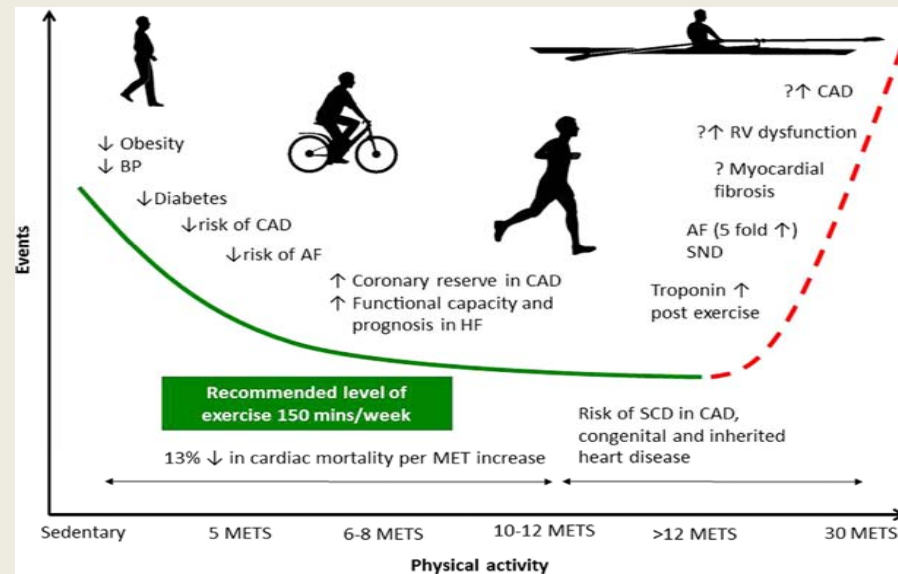 ?↑ CAD
?↑ RV dysfunction
? Myocardial
fibrosis
AF (5 fold ↑)
SND
Troponin ↑
post exercise
↓ Obesity
↓ BP
↓Diabetes
↓risk of CAD
↓risk of AF
↑ Coronary reserve in CAD
↑ Functional capacity and
prognosis in HF
Events
Recommended level of
exercise 150 mins/week
Risk of SCD in CAD,
congenital and inherited
heart disease
13% ↓ in cardiac mortality per MET increase
Sedentary
5 METS
6-8 METS
10-12 METS
>12 METS
30 METS
Physical activity